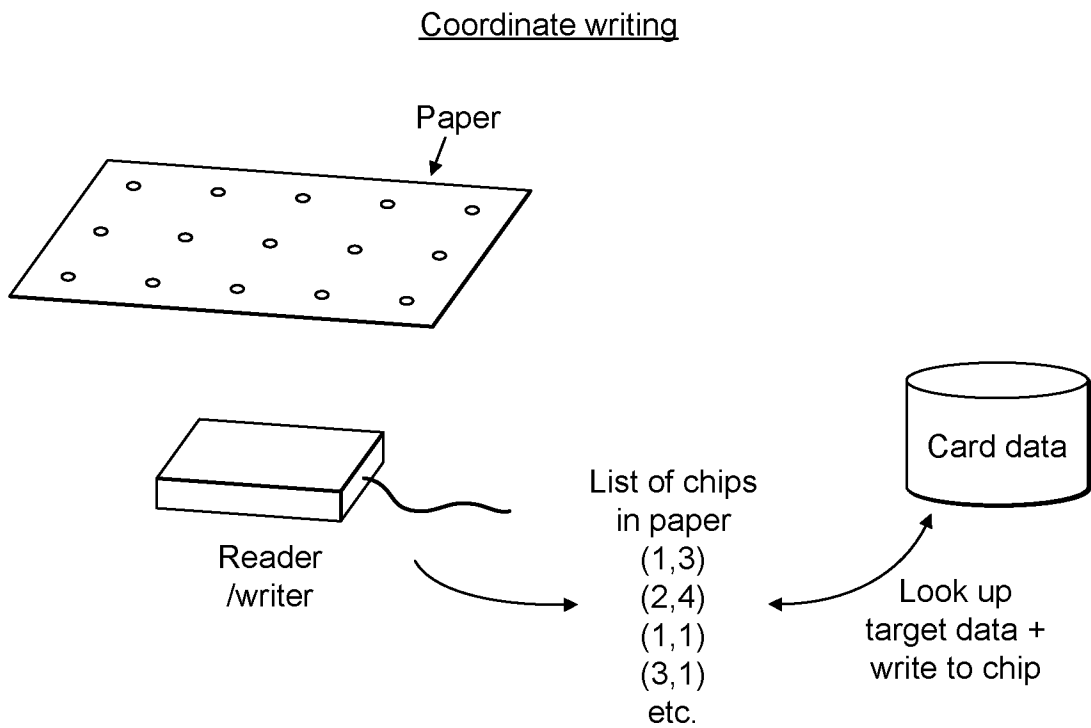 Coordinate writing
Paper
Card data
List of chips
in paper
(1,3)
(2,4)
(1,1)
(3,1)
etc.
Reader
/writer
Look up
target data +
write to chip